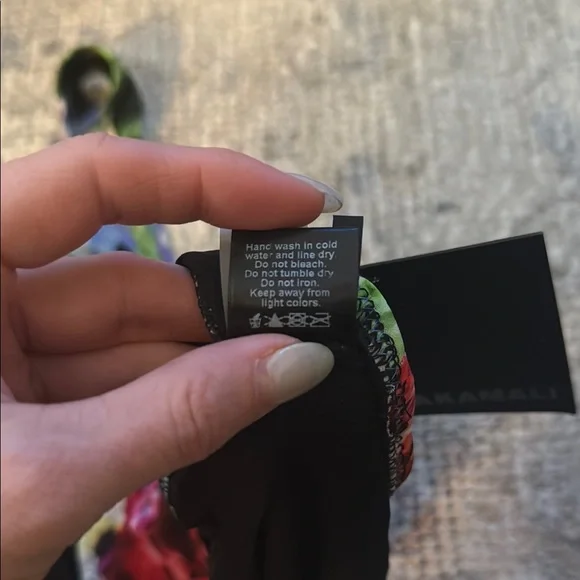 Hand wash in cold
water and line dry
Do not bleach.
Do not tumble dry
Do not iron.
Keep away from
light colors.
AKAMALI